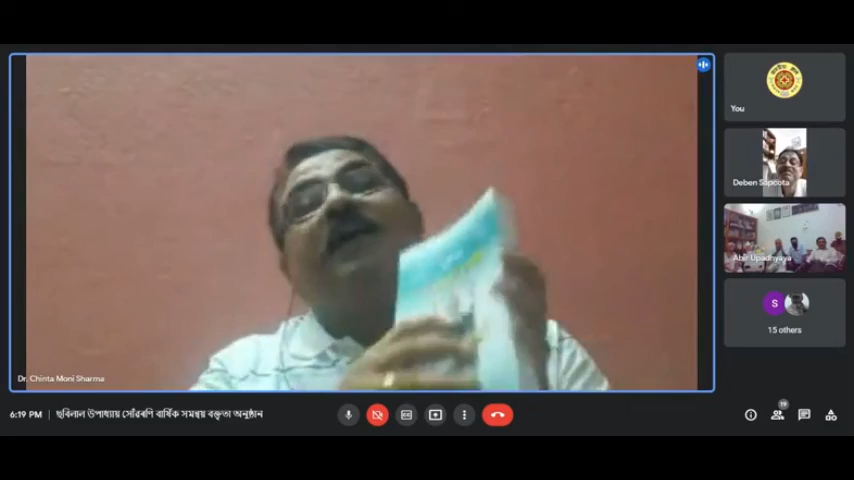 You
Deben Sapcota
Abir Upadhyaya
S
15 others
Dr. Chinta Moni Sharma
6:19 PM | ছবিলাল উপাধ্যায় সোঁৱৰণি বাৰ্ষিক সমন্বয় বক্তৃতা অনুষ্ঠান
19